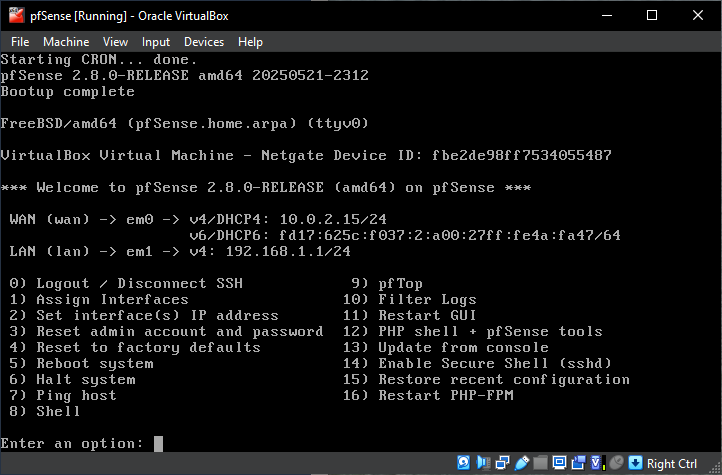 pfSense [Running] - Oracle VirtualBox
File Machine View Input Devices Help
Starting CRON... done.
pfSense 2.8.0-RELEASE amd64 20250521-2312
Bootup complete
FreeBSD/amd64 (pfSense.home.arpa) (ttyv0)
VirtualBox Virtual Machine - Netgate Device ID: fbe2de98ff7534055487
*** Welcome to pfSense 2.8.0-RELEASE (amd64) on pfSense ***
WAN (wan) -> em0 -> v4/DHCP4: 10.0.2.15/24
v6/DHCP6: fd17:625c:f037:2:a00:27ff:fe4a:fa47/64
LAN (lan) -> em1 -> v4: 192.168.1.1/24
0) Logout / Disconnect SSH 9) pfTop
1) Assign Interfaces 10) Filter Logs
2) Set interface(s) IP address 11) Restart GUI
3) Reset admin account and password 12) PHP shell + pfSense tools
4) Reset to factory defaults 13) Update from console
5) Reboot system 14) Enable Secure Shell (sshd)
6) Halt system 15) Restore recent configuration
7) Ping host 16) Restart PHP-FPM
8) Shell
Enter an option:
Right Ctrl